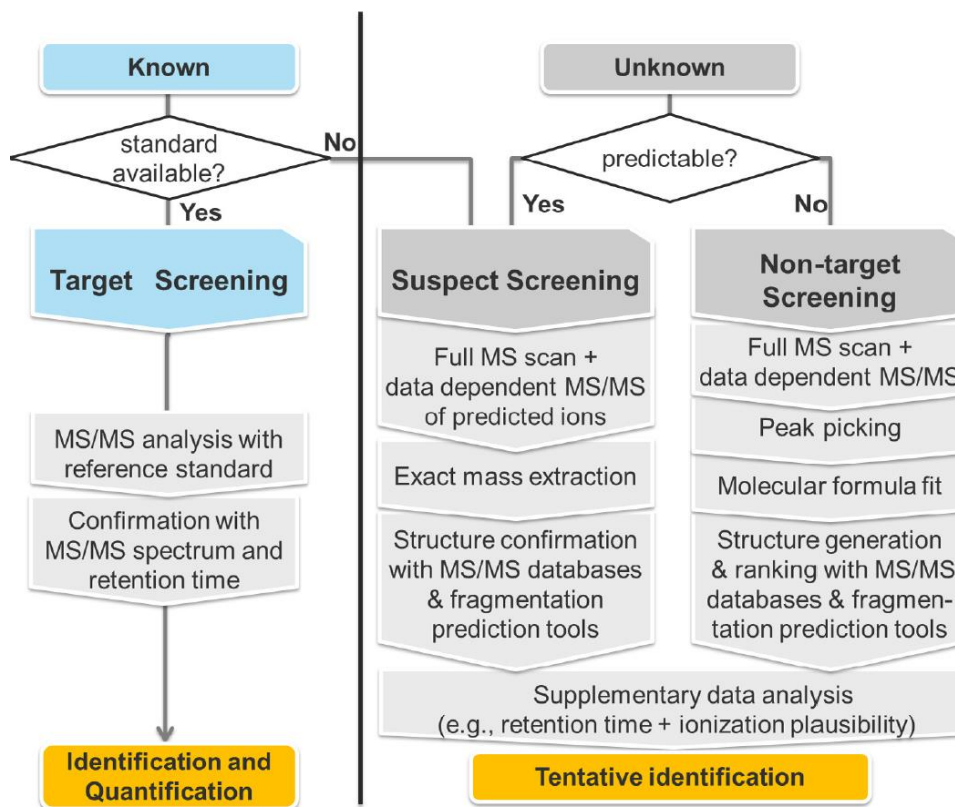 Known
standard
available?
No
Yes
Target Screening
MS/MS analysis with
reference standard
Confirmation with
MS/MS spectrum and
retention time
Identification and
Quantification
Unknown
predictable?
Yes
No
Suspect Screening
Full MS scan +
data dependent MS/MS
of predicted ions
Exact mass extraction
Structure confirmation
with MS/MS databases
& fragmentation
prediction tools
Non-target
Screening
Full MS scan +
data dependent MS/MS
Peak picking
Molecular formula fit
Structure generation
& ranking with MS/MS
databases & fragmen-
tation prediction tools
Supplementary data analysis
(e.g., retention time + ionization plausibility)
Tentative identification